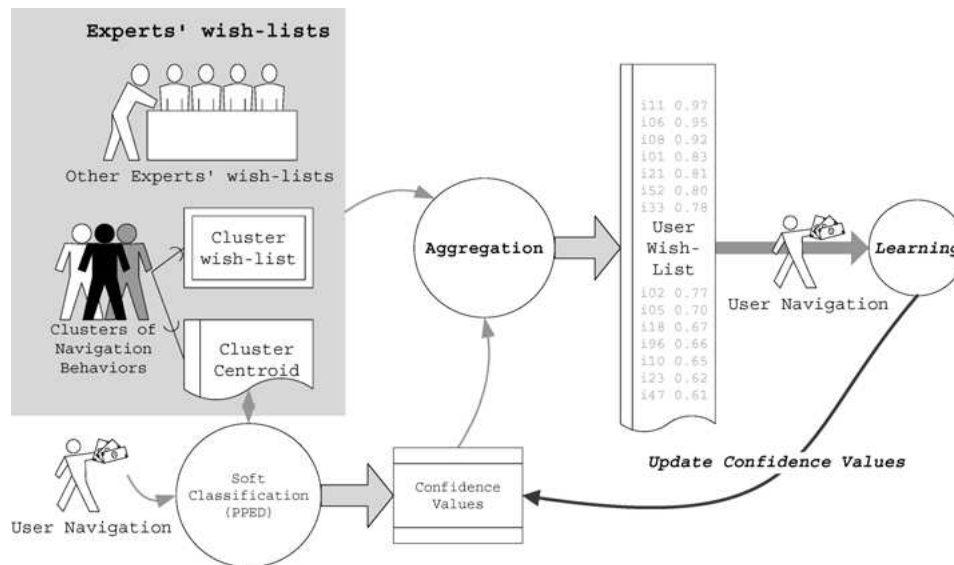 Experts' wish-lists
Other Experts' wish-lists
Cluster
wish-list
Clusters of
Navigation
Behaviors
Cluster
Centroid
User Navigation
Soft
Classification
(PPED)
Confidence
Values
Aggregation
i11 0.97
i06 0.95
i08 0.92
i01 0.83
i21 0.81
i52 0.80
i33 0.78
User
Wish-
List
i02 0.77
i05 0.70
i18 0.67
i96 0.66
i10 0.65
i23 0.62
i47 0.61
User Navigation
Learning
Update Confidence Values